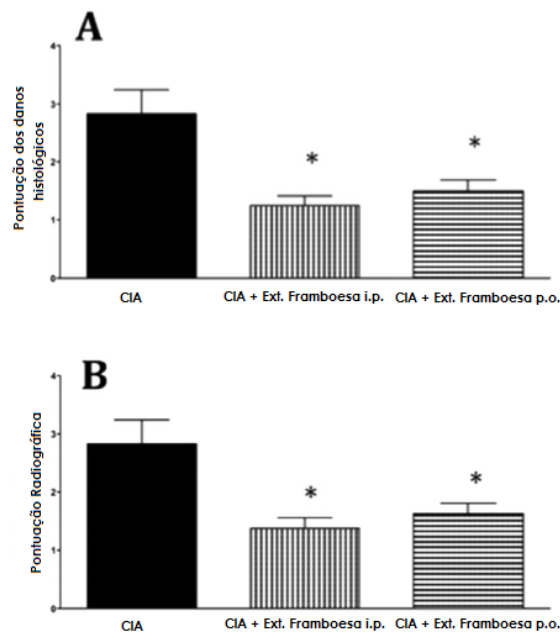 A
4
3
2
1
0
Pontuação dos danos
histológicos
*
*
CIA
CIA + Ext. Framboesa i.p.
CIA + Ext. Framboesa p.o.
B
4
3
2
1
0
Pontuação Radiográfica
*
*
CIA
CIA + Ext. Framboesa i.p.
CIA + Ext. Framboesa p.o.